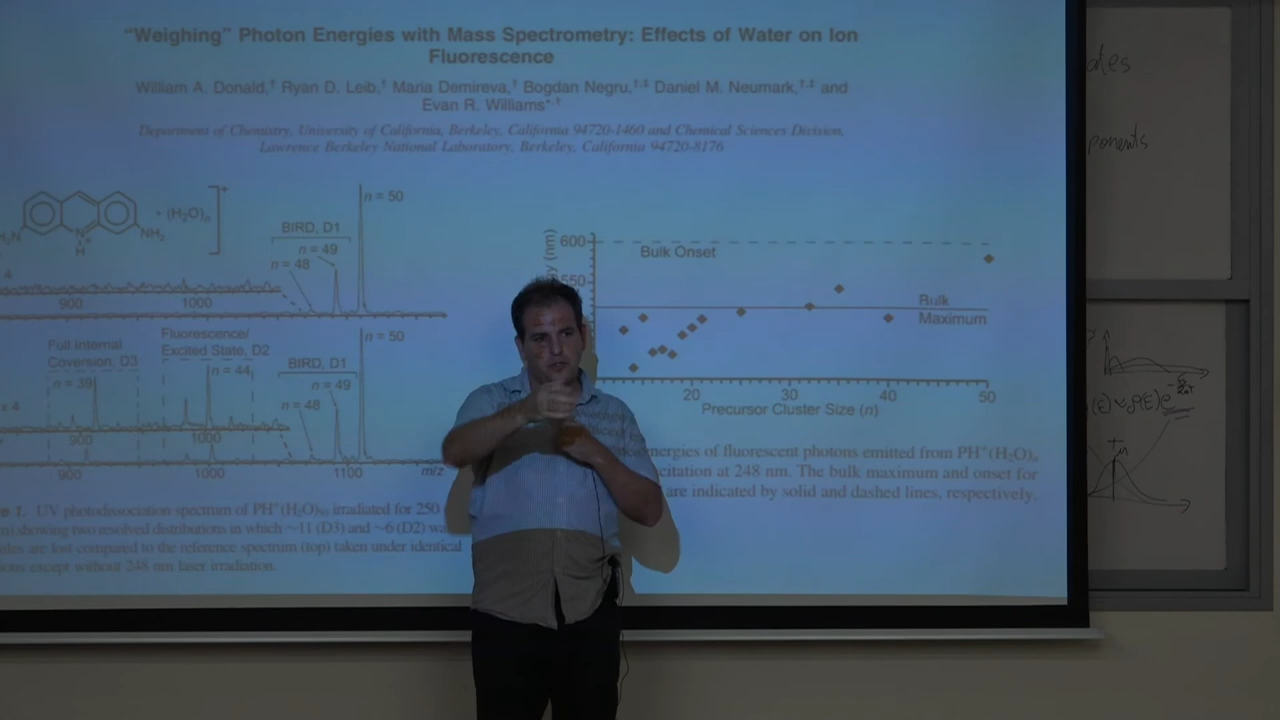 "Weighing" Photon Energies with Mass Spectrometry: Effects of Water on Ion
Fluorescence
William A. Donald,† Ryan D. Leib,† Maria Demireva,† Bogdan Negru,†,‡ Daniel M. Neumark,†,‡ and
Evan R. Williams*,†
Department of Chemistry, University of California, Berkeley, California 94720-1460 and Chemical Sciences Division,
Lawrence Berkeley National Laboratory, Berkeley, California 94720-8176
+
• (H₂O)ₙ
H₂N
N
H
NH₂
4
900
1000
BIRD, D1
n = 49
n = 48
n = 50
Full Internal
Coversion, D3
n = 39
Fluorescence/
Excited State, D2
n = 44
BIRD, D1
n = 49
n = 48
n = 50
x 4
900
1000
900
1000
1100
m/z
1. UV photodissociation spectrum of PH⁺(H₂O)₅₀ irradiated for 250
showing two resolved distributions in which ~11 (D3) and ~6 (D2)
are lost compared to the reference spectrum (top) taken under identical
except without 248 nm laser irradiation.
(nm)
600
550
Bulk Onset
Bulk
Maximum
20
30
40
50
Precursor Cluster Size (n)
energies of fluorescent photons emitted from PH⁺(H₂O)ₙ
248 nm. The bulk maximum and onset for
are indicated by solid and dashed lines, respectively.